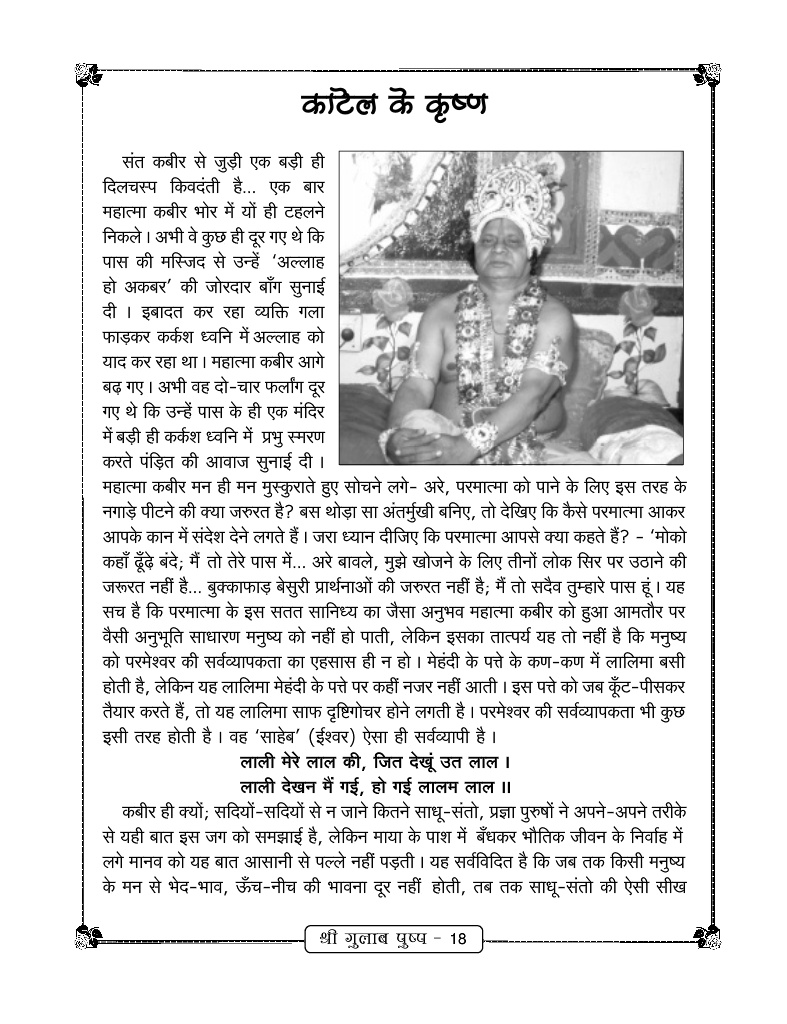 कांटेल के कृष्ण
संत कबीर से जुड़ी एक बड़ी ही
दिलचस्प किवदंती है... एक बार
महात्मा कबीर भोर में यों ही टहलने
निकले । अभी वे कुछ ही दूर गए थे कि
पास की मस्जिद से उन्हें ‘अल्लाह
हो अकबर’ की जोरदार बाँग सुनाई
दी । इबादत कर रहा व्यक्ति गला
फाड़कर कर्कश ध्वनि में अल्लाह को
याद कर रहा था । महात्मा कबीर आगे
बढ़ गए । अभी वह दो-चार फर्लांग दूर
गए थे कि उन्हें पास के ही एक मंदिर
में बड़ी ही कर्कश ध्वनि में प्रभु स्मरण
करते पंड़ित की आवाज सुनाई दी ।
महात्मा कबीर मन ही मन मुस्कुराते हुए सोचने लगे- अरे, परमात्मा को पाने के लिए इस तरह के
नगाड़े पीटने की क्या जरुरत है? बस थोड़ा सा अंतर्मुखी बनिए, तो देखिए कि कैसे परमात्मा आकर
आपके कान में संदेश देने लगते हैं । जरा ध्यान दीजिए कि परमात्मा आपसे क्या कहते हैं? - ‘मोको
कहाँ ढूँढ़े बंदे; मैं तो तेरे पास में... अरे बावले, मुझे खोजने के लिए तीनों लोक सिर पर उठाने की
जरूरत नहीं है... बुक्काफाड़ बेसुरी प्रार्थनाओं की जरुरत नहीं है; मैं तो सदैव तुम्हारे पास हूं । यह
सच है कि परमात्मा के इस सतत सानिध्य का जैसा अनुभव महात्मा कबीर को हुआ आमतौर पर
वैसी अनुभूति साधारण मनुष्य को नहीं हो पाती, लेकिन इसका तात्पर्य यह तो नहीं है कि मनुष्य
को परमेश्वर की सर्वव्यापकता का एहसास ही न हो । मेहंदी के पत्ते के कण-कण में लालिमा बसी
होती है, लेकिन यह लालिमा मेहंदी के पत्ते पर कहीं नजर नहीं आती । इस पत्ते को जब कूँट-पीसकर
तैयार करते हैं, तो यह लालिमा साफ दृष्टिगोचर होने लगती है । परमेश्वर की सर्वव्यापकता भी कुछ
इसी तरह होती है । वह ‘साहेब’ (ईश्वर) ऐसा ही सर्वव्यापी है ।
लाली मेरे लाल की, जित देखूं उत लाल ।
लाली देखन मैं गई, हो गई लालम लाल ॥
कबीर ही क्यों; सदियों-सदियों से न जाने कितने साधू-संतो, प्रज्ञा पुरुषों ने अपने-अपने तरीके
से यही बात इस जग को समझाई है, लेकिन माया के पाश में बँधकर भौतिक जीवन के निर्वाह में
लगे मानव को यह बात आसानी से पल्ले नहीं पड़ती । यह सर्वविदित है कि जब तक किसी मनुष्य
के मन से भेद-भाव, ऊँच-नीच की भावना दूर नहीं होती, तब तक साधू-संतो की ऐसी सीख
श्री गुलाब पुष्प - 18